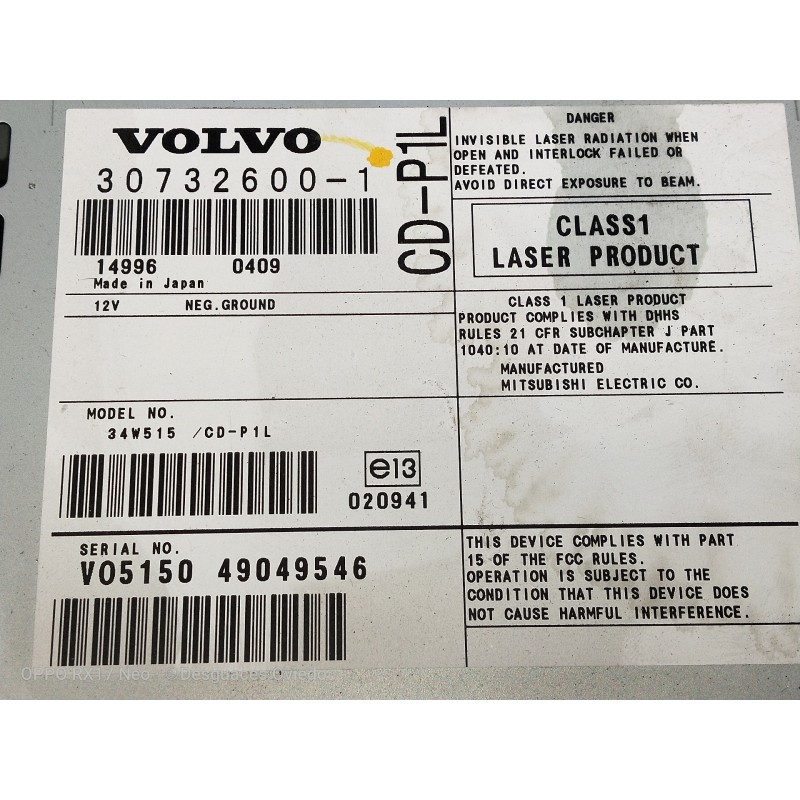 VOLVO
30732600-1
14996 0409
Made in Japan
CD-P1L
12V NEG.GROUND
MODEL NO.
34W515 /CD-P1L
e13
020941
SERIAL NO.
V05150 49049546
DANGER
INVISIBLE LASER RADIATION WHEN
OPEN AND INTERLOCK FAILED OR
DEFEATED.
AVOID DIRECT EXPOSURE TO BEAM.
CLASS1
LASER PRODUCT
CLASS 1 LASER PRODUCT
PRODUCT COMPLIES WITH DHHS
RULES 21 CFR SUBCHAPTER J PART
1040:10 AT DATE OF MANUFACTURE.
MANUFACTURED
MITSUBISHI ELECTRIC CO.
THIS DEVICE COMPLIES WITH PART
15 OF THE FCC RULES.
OPERATION IS SUBJECT TO THE
CONDITION THAT THIS DEVICE DOES
NOT CAUSE HARMFUL INTERFERENCE.
OPPO RX17 Neo Desguaces Oviedo